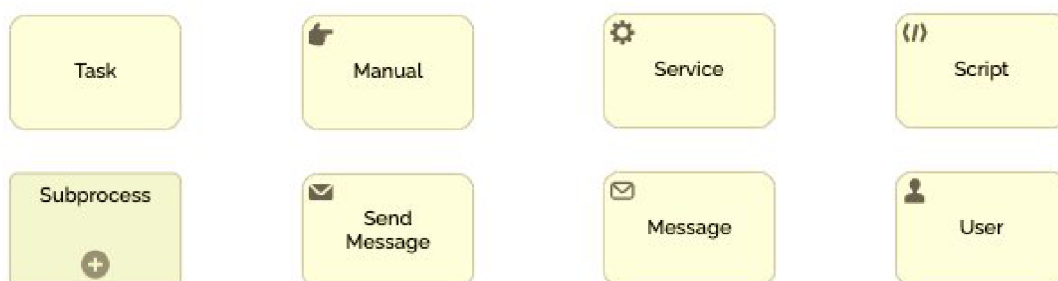 Task
Manual
Service
Script
Subprocess
Send
Message
Message
User